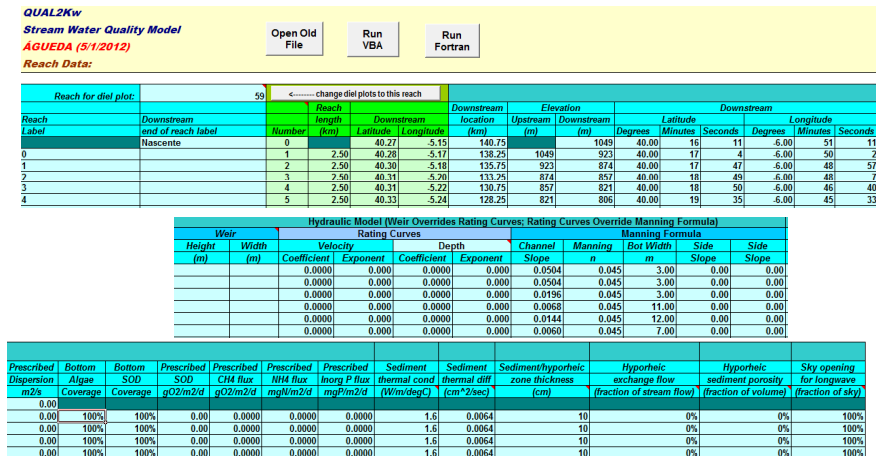 QUAL2Kw
Stream Water Quality Model
ÁGUEDA (5/1/2012)
Reach Data:
Open Old File
Run VBA
Run Fortran
Reach for diel plot: 59 <-------- change diel plots to this reach
Reach Downstream Downstream Elevation Downstream
Reach Downstream length Downstream location Upstream Downstream Latitude Longitude
Label end of reach label Number (km) Latitude Longitude (km) (m) (m) Degrees Minutes Seconds Degrees Minutes Seconds
Nascente 0 40.27 -5.15 140.75 1049 40.00 16 11 -6.00 51 11
0 1 2.50 40.28 -5.17 138.25 1049 923 40.00 17 4 -6.00 50 2
1 2 2.50 40.30 -5.18 135.75 923 874 40.00 17 47 -6.00 48 57
2 3 2.50 40.31 -5.20 133.25 874 857 40.00 18 49 -6.00 48 7
3 4 2.50 40.31 -5.22 130.75 857 821 40.00 18 50 -6.00 46 40
4 5 2.50 40.33 -5.24 128.25 821 806 40.00 19 35 -6.00 45 33
Hydraulic Model (Weir Overrides Rating Curves; Rating Curves Override Manning Formula)
Weir Rating Curves Manning Formula
Height Width Velocity Depth Channel Manning Bot Width Side Side
(m) (m) Coefficient Exponent Coefficient Exponent Slope n m Slope Slope
0.0000 0.000 0.0000 0.000 0.0504 0.045 3.00 0.00 0.00
0.0000 0.000 0.0000 0.000 0.0504 0.045 3.00 0.00 0.00
0.0000 0.000 0.0000 0.000 0.0196 0.045 3.00 0.00 0.00
0.0000 0.000 0.0000 0.000 0.0068 0.045 11.00 0.00 0.00
0.0000 0.000 0.0000 0.000 0.0144 0.045 12.00 0.00 0.00
0.0000 0.000 0.0000 0.000 0.0060 0.045 7.00 0.00 0.00
Prescribed Bottom Bottom Prescribed Prescribed Prescribed Prescribed Sediment Sediment Sediment/hyporheic Hyporheic Hyporheic Sky opening
Dispersion Algae SOD SOD CH4 flux NH4 flux Inorg P flux thermal cond thermal diff zone thickness exchange flow sediment porosity for longwave
m2/s Coverage Coverage gO2/m2/d gO2/m2/d mgN/m2/d mgP/m2/d (W/m/degC) (cm^2/sec) (cm) (fraction of stream flow) (fraction of volume) (fraction of sky)
0.00
0.00 100% 100% 0.00 0.0000 0.0000 0.0000 1.6 0.0064 10 0% 0% 100%
0.00 100% 100% 0.00 0.0000 0.0000 0.0000 1.6 0.0064 10 0% 0% 100%
0.00 100% 100% 0.00 0.0000 0.0000 0.0000 1.6 0.0064 10 0% 0% 100%
0.00 100% 100% 0.00 0.0000 0.0000 0.0000 1.6 0.0064 10 0% 0% 100%